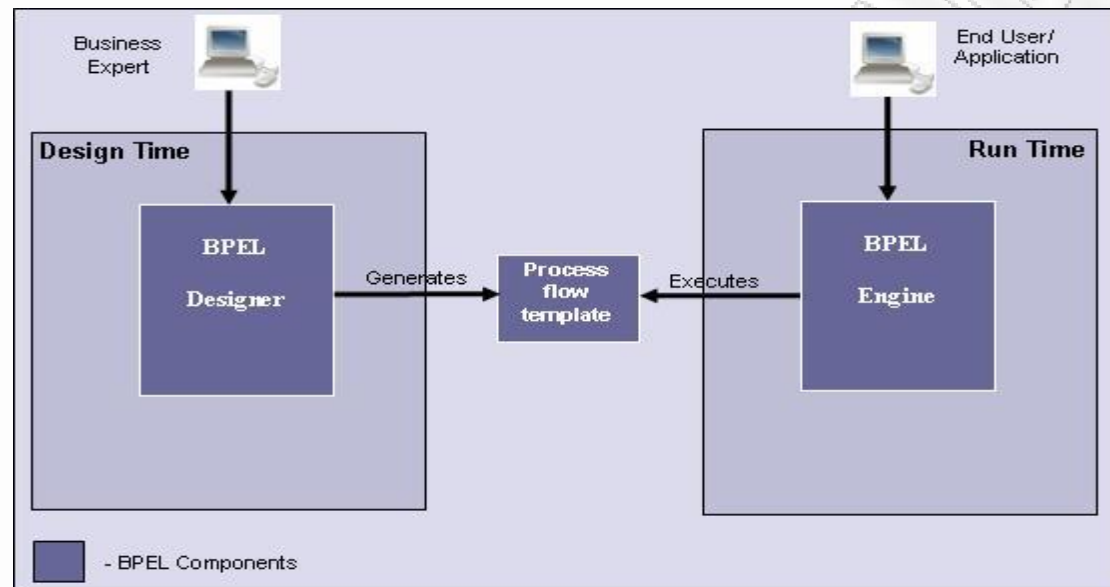 Business
Expert
End User/
Application
Design Time
Run Time
BPEL
Designer
Generates
Process
flow
template
Executes
BPEL
Engine
- BPEL Components